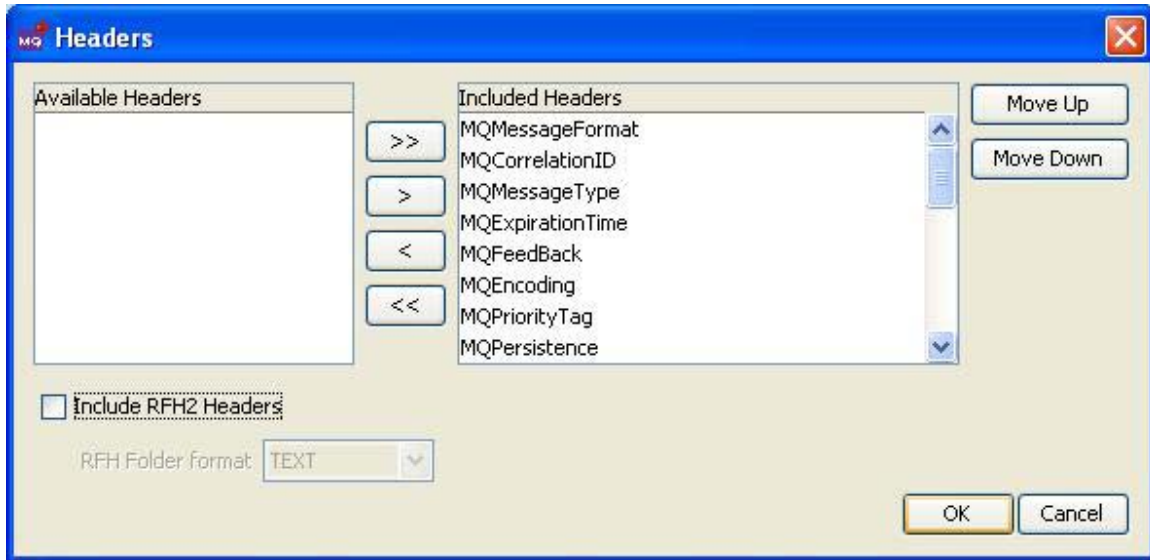 MQ Headers
Available Headers
>>
>
<
<<
Included Headers
MQMessageFormat
MQCorrelationID
MQMessageType
MQExpirationTime
MQFeedBack
MQEncoding
MQPriorityTag
MQPersistence
Move Up
Move Down
Include RFH2 Headers
RFH Folder format TEXT
OK Cancel